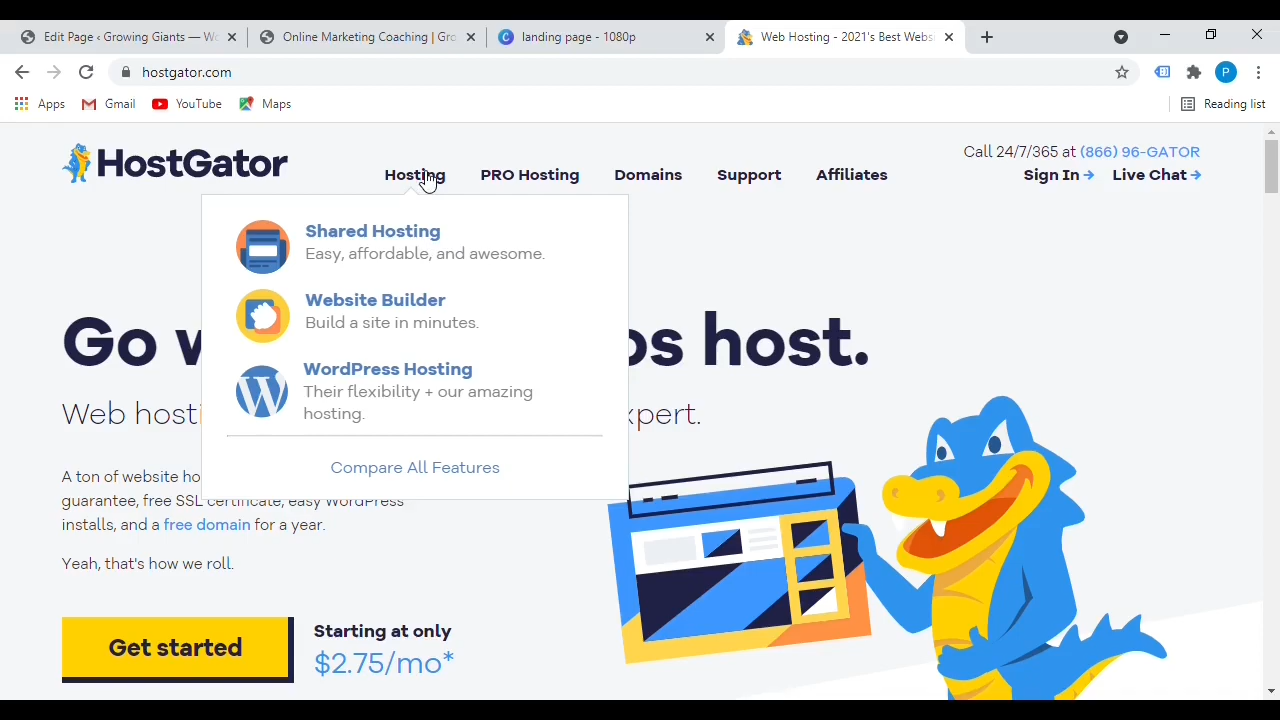 Edit Page ‹ Growing Giants — Wo
Online Marketing Coaching | Gro
landing page - 1080p
Web Hosting - 2021's Best Webs
hostgator.com
P
Apps
Gmail
YouTube
Maps
Reading list
HostGator
Call 24/7/365 at (866) 96-GATOR
Hosting
PRO Hosting
Domains
Support
Affiliates
Sign In
Live Chat
Shared Hosting
Easy, affordable, and awesome.
Website Builder
Build a site in minutes.
WordPress Hosting
Their flexibility + our amazing
hosting.
Compare All Features
Go host.
Web
A ton of website
guarantee, free SSL certificate, easy WordPress
installs, and a free domain for a year.
Yeah, that's how we roll.
Get started
Starting at only
$2.75/mo*